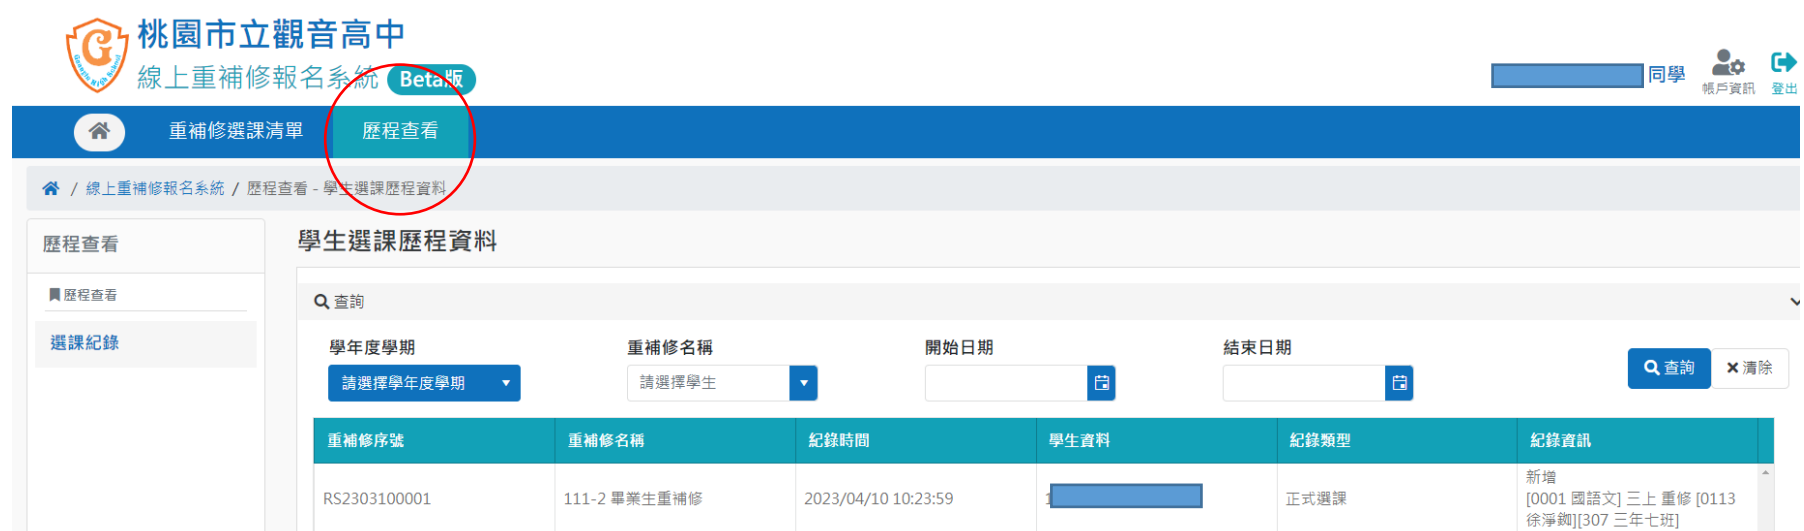 桃園市立觀音高中
線上重補修報名系統 Beta版
同學
帳戶資訊 登出
重補修選課清單 歷程查看
/ 線上重補修報名系統 / 歷程查看 - 學生選課歷程資料
歷程查看
歷程查看
選課紀錄
學生選課歷程資料
查詢
學年度學期 重補修名稱 開始日期 結束日期
請選擇學年度學期 請選擇學生 查詢 清除
重補修序號 重補修名稱 紀錄時間 學生資料 紀錄類型 紀錄資訊
RS2303100001 111-2 畢業生重補修 2023/04/10 10:23:59 1 正式選課
新增
[0001 國語文] 三上 重修 [0113
徐淨][307 三年七班]